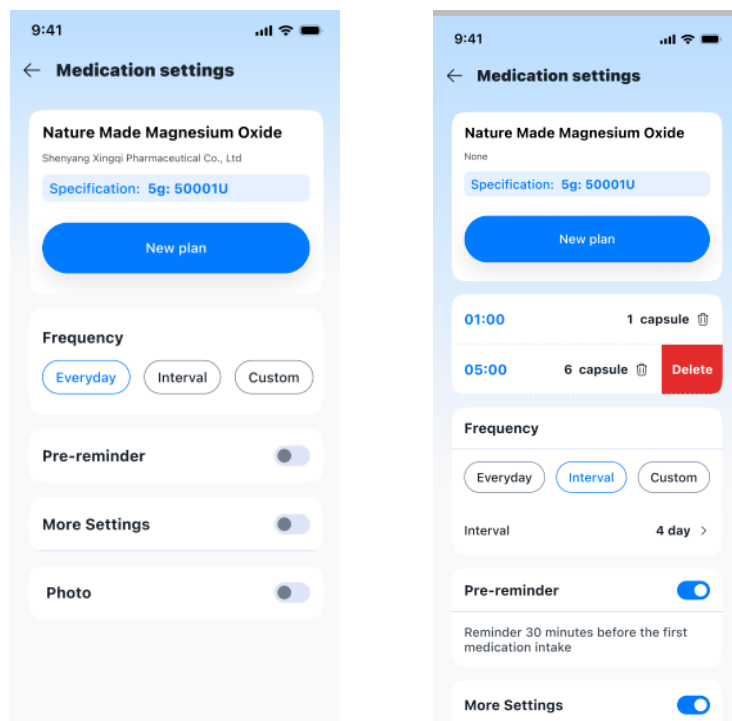 9:41
Medication settings
Nature Made Magnesium Oxide
Shenyang Xingqi Pharmaceutical Co., Ltd
Specification: 5g: 50001U
New plan
Frequency
Everyday Interval Custom
Pre-reminder
More Settings
Photo
9:41
Medication settings
Nature Made Magnesium Oxide
None
Specification: 5g: 50001U
New plan
01:00 1 capsule
05:00 6 capsule Delete
Frequency
Everyday Interval Custom
Interval 4 day
Pre-reminder
Reminder 30 minutes before the first
medication intake
More Settings